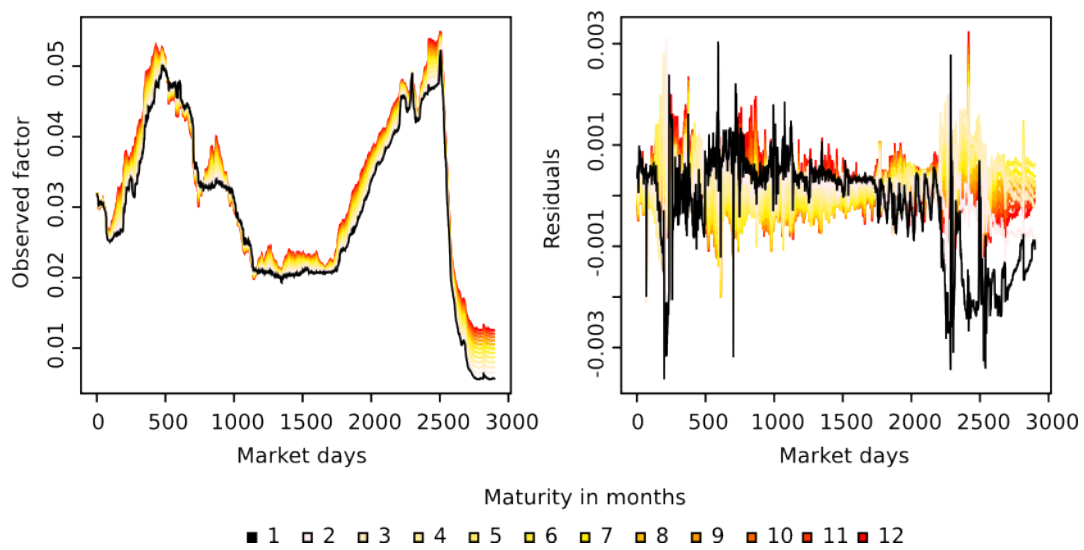 Observed factor
0.05
0.04
0.03
0.02
0.01
0 500 1000 1500 2000 2500 3000
Market days
Residuals
0.003
0.001
-0.001
-0.003
0 500 1000 1500 2000 2500 3000
Market days
Maturity in months
1 2 3 4 5 6 7 8 9 10 11 12